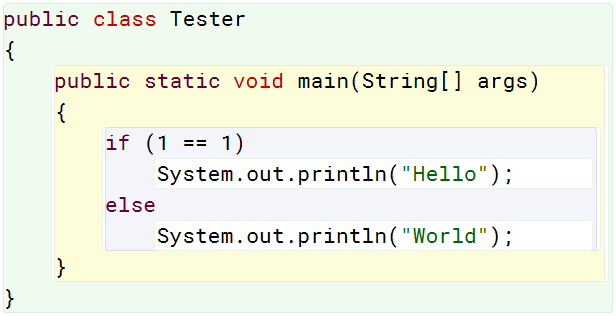 public class Tester
{
    public static void main(String[] args)
    {
        if (1 == 1)
            System.out.println("Hello");
        else
            System.out.println("World");
    }
}